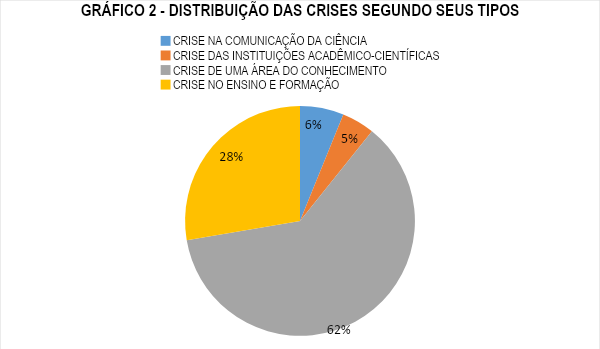 GRÁFICO 2 - DISTRIBUIÇÃO DAS CRISES SEGUNDO SEUS TIPOS
CRISE NA COMUNICAÇÃO DA CIÊNCIA
CRISE DAS INSTITUIÇÕES ACADÊMICO-CIENTÍFICAS
CRISE DE UMA ÁREA DO CONHECIMENTO
CRISE NO ENSINO E FORMAÇÃO
6%
5%
28%
62%